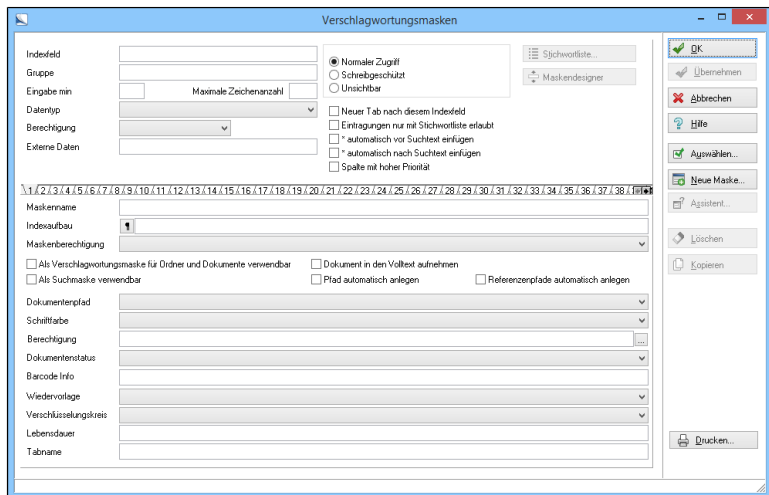 Verschlagwortungsmasken
Indexfeld
Gruppe
Eingabe min Maximale Zeichenanzahl
Datentyp
Berechtigung
Externe Daten
Normaler Zugriff
Schreibgeschützt
Unsichtbar
Neuer Tab nach diesem Indexfeld
Eintragungen nur mit Stichwortliste erlaubt
* automatisch vor Suchtext einfügen
* automatisch nach Suchtext einfügen
Spalte mit hoher Priorität
Stichwortliste...
Maskendesigner
1 2 3 4 5 6 7 8 9 10 11 12 13 14 15 16 17 18 19 20 21 22 23 24 25 26 27 28 29 30 31 32 33 34 35 36 37 38
Maskenname
Indexaufbau ¶
Maskenberechtigung
Als Verschlagwortungsmaske für Ordner und Dokumente verwendbar Dokument in den Volltext aufnehmen
Als Suchmaske verwendbar Pfad automatisch anlegen Referenzenpfade automatisch anlegen
Dokumentenpfad
Schriftfarbe
Berechtigung ...
Dokumentenstatus
Barcode Info
Wiedervorlage
Verschlüsselungskreis
Lebensdauer
Tabname
OK
Übernehmen
Abbrechen
Hilfe
Auswählen...
Neue Maske...
Assistent...
Löschen
Kopieren
Drucken...